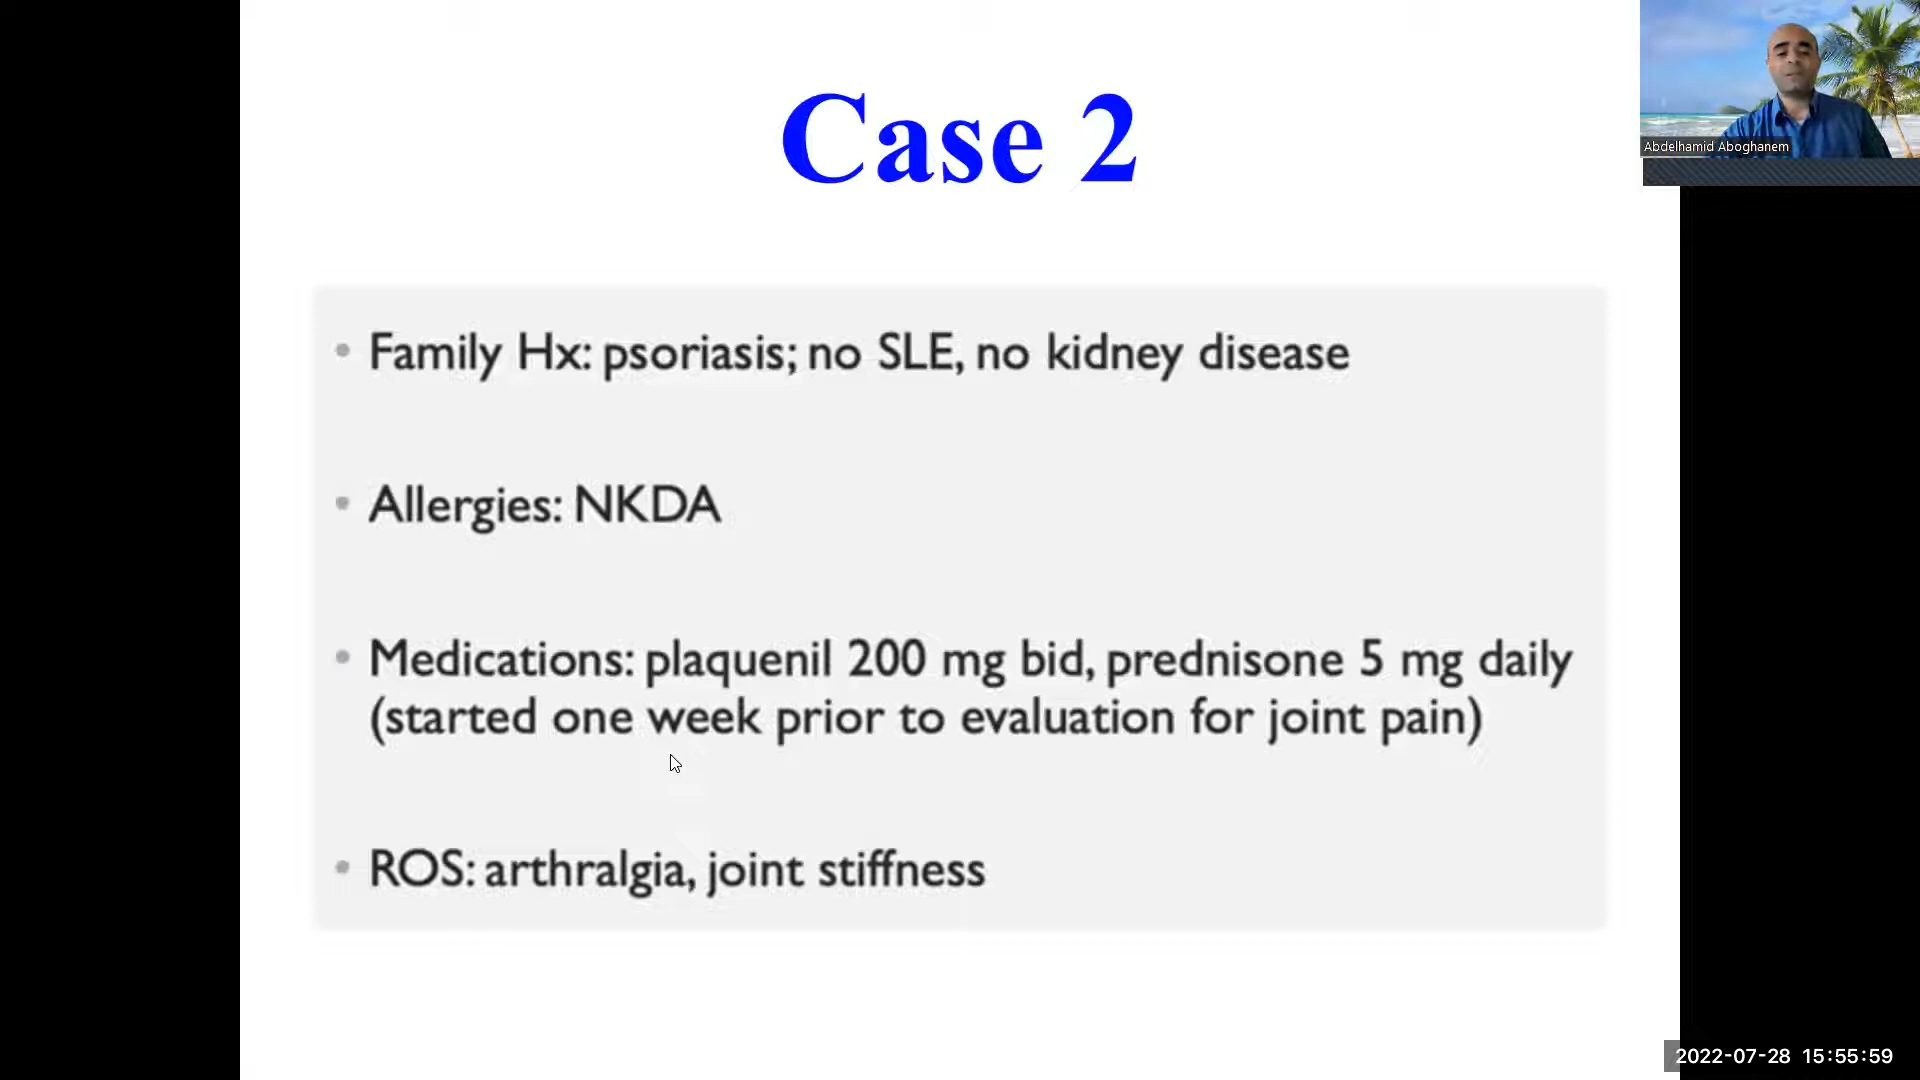 Case 2
Abdelhamid Aboghanem
• Family Hx: psoriasis; no SLE, no kidney disease
• Allergies: NKDA
• Medications: plaquenil 200 mg bid, prednisone 5 mg daily
(started one week prior to evaluation for joint pain)
• ROS: arthralgia, joint stiffness
2022-07-28 15:55:59